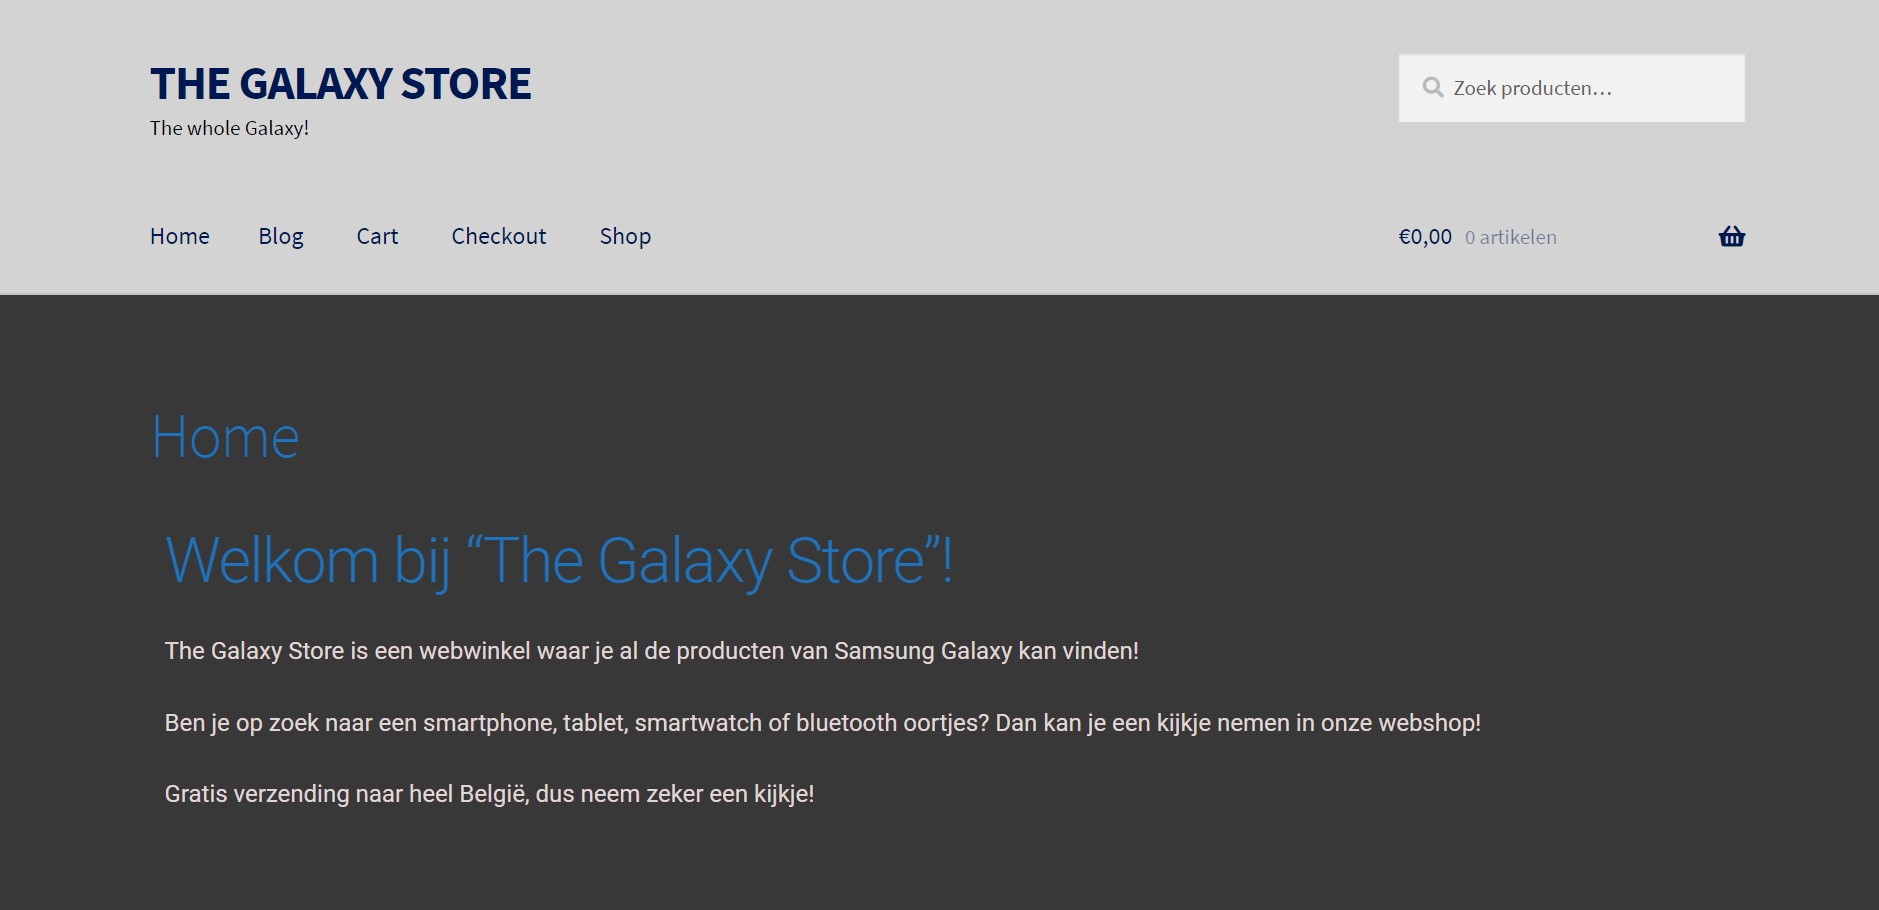 THE GALAXY STORE
The whole Galaxy!
Zoek producten…
Home Blog Cart Checkout Shop
€0,00 0 artikelen
Home
Welkom bij “The Galaxy Store”!
The Galaxy Store is een webwinkel waar je al de producten van Samsung Galaxy kan vinden!
Ben je op zoek naar een smartphone, tablet, smartwatch of bluetooth oortjes? Dan kan je een kijkje nemen in onze webshop!
Gratis verzending naar heel België, dus neem zeker een kijkje!